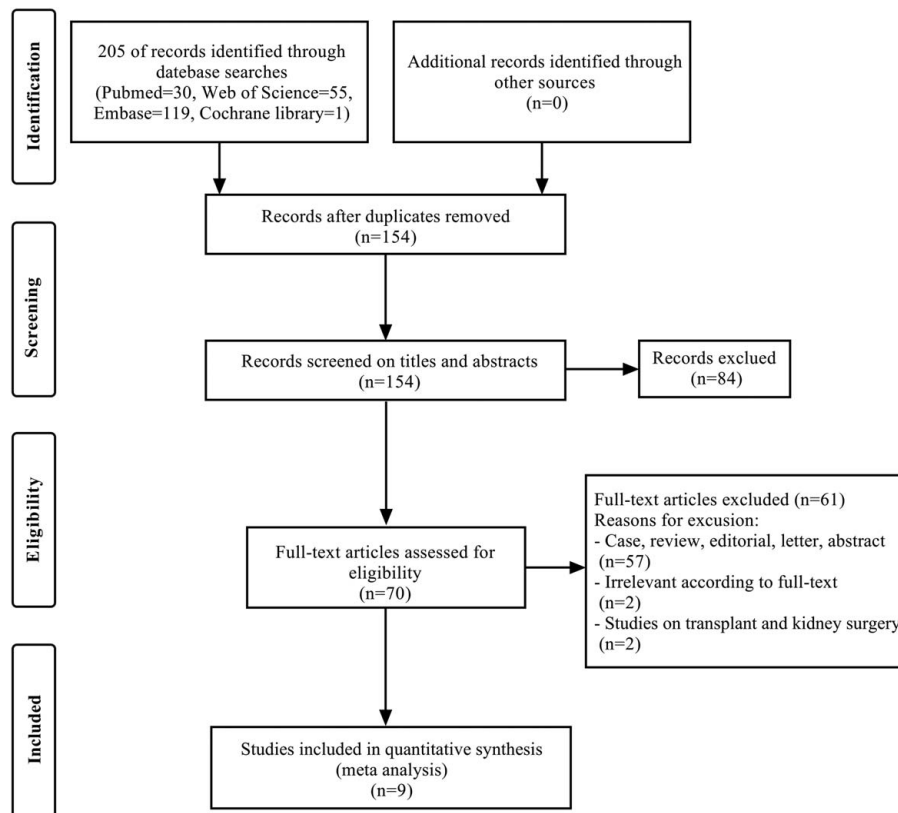 Identification
205 of records identified through
datebase searches
(Pubmed=30, Web of Science=55,
Embase=119, Cochrane library=1)
Additional records identified through
other sources
(n=0)
Records after duplicates removed
(n=154)
Screening
Records screened on titles and abstracts
(n=154)
Records exclued
(n=84)
Eligibility
Full-text articles assessed for
eligibility
(n=70)
Full-text articles excluded (n=61)
Reasons for excusion:
- Case, review, editorial, letter, abstract
(n=57)
- Irrelevant according to full-text
(n=2)
- Studies on transplant and kidney surgery
(n=2)
Included
Studies included in quantitative synthesis
(meta analysis)
(n=9)